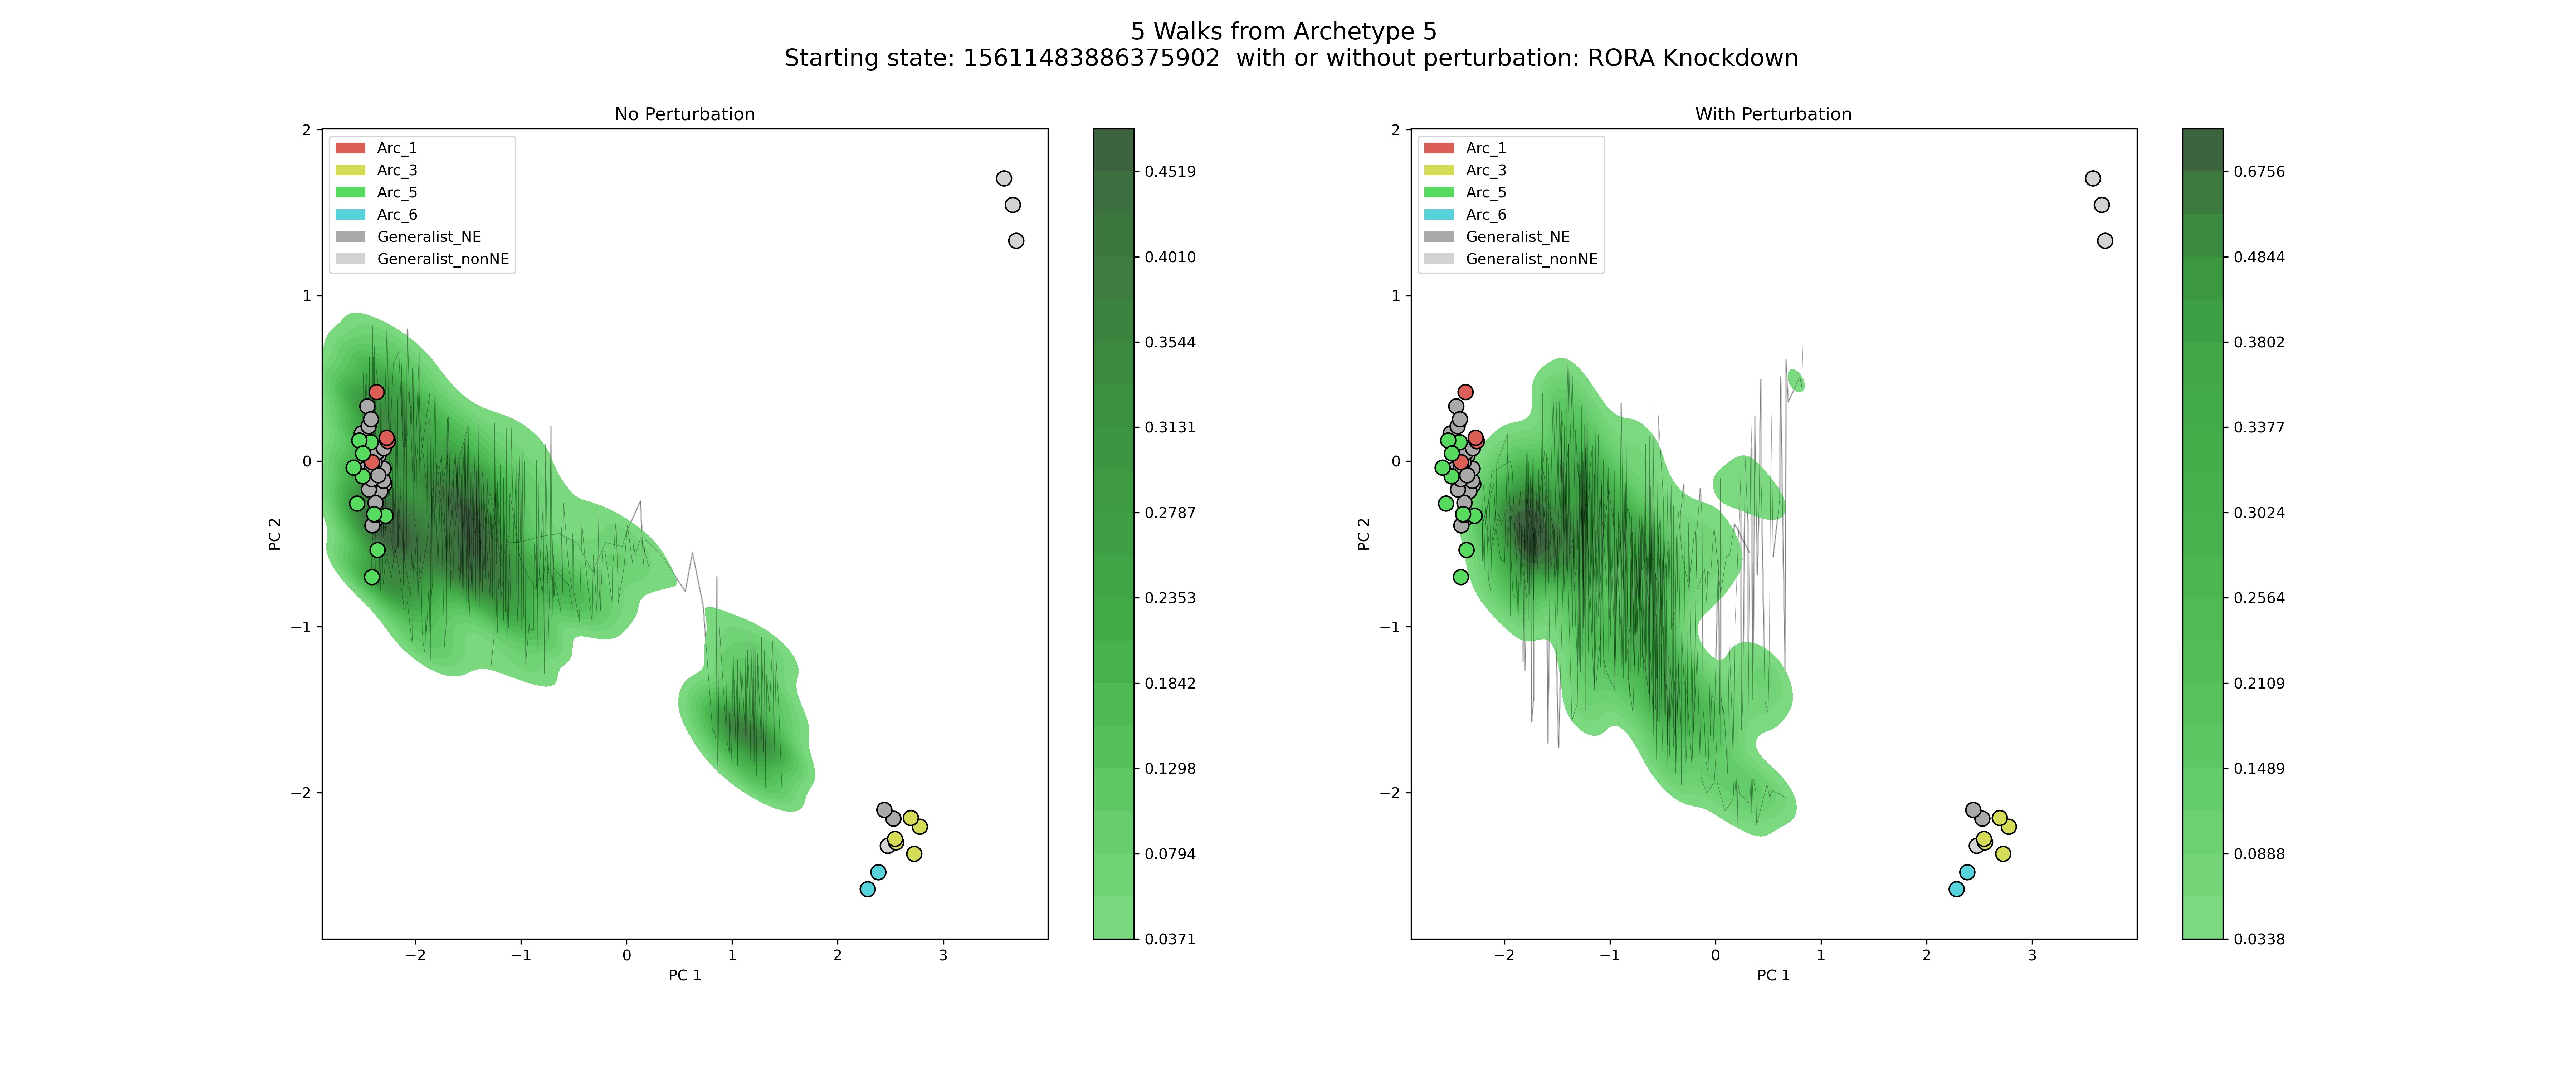 5 Walks from Archetype 5
Starting state: 15611483886375902  with or without perturbation: RORA Knockdown
No Perturbation
2
1
0
−1
−2
PC 2
Arc_1
Arc_3
Arc_5
Arc_6
Generalist_NE
Generalist_nonNE
−2
−1
0
1
2
3
PC 1
0.4519
0.4010
0.3544
0.3131
0.2787
0.2353
0.1842
0.1298
0.0794
0.0371
With Perturbation
2
1
0
−1
−2
PC 2
Arc_1
Arc_3
Arc_5
Arc_6
Generalist_NE
Generalist_nonNE
−2
−1
0
1
2
3
PC 1
0.6756
0.4844
0.3802
0.3377
0.3024
0.2564
0.2109
0.1489
0.0888
0.0338